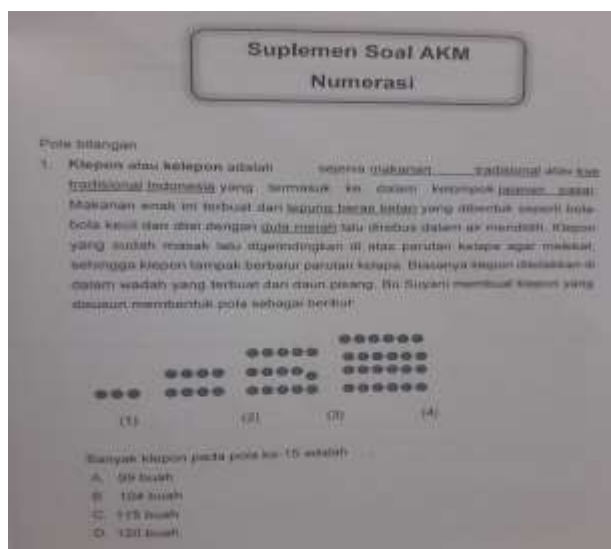 Suplemen Soal AKM
Numerasi
Pola bilangan
1. Klepon atau kelepon adalah sejenis makanan tradisional atau kue
tradisional Indonesia yang termasuk ke dalam kelompok jajanan pasar.
Makanan enak ini terbuat dari tepung beras ketan yang dibentuk seperti bola-
bola kecil dan diisi dengan gula merah lalu direbus dalam air mendidih. Klepon
yang sudah masak lalu digelindingkan di atas parutan kelapa agar melekat,
sehingga klepon tampak berbalur parutan kelapa. Biasanya klepon diletakkan di
dalam wadah yang terbuat dari daun pisang. Bu Suyani membuat klepon yang
disusun membentuk pola sebagai berikut:
(1) (2) (3) (4)
Banyak klepon pada pola ke-15 adalah ...
A. 99 buah
B. 104 buah
C. 115 buah
D. 120 buah